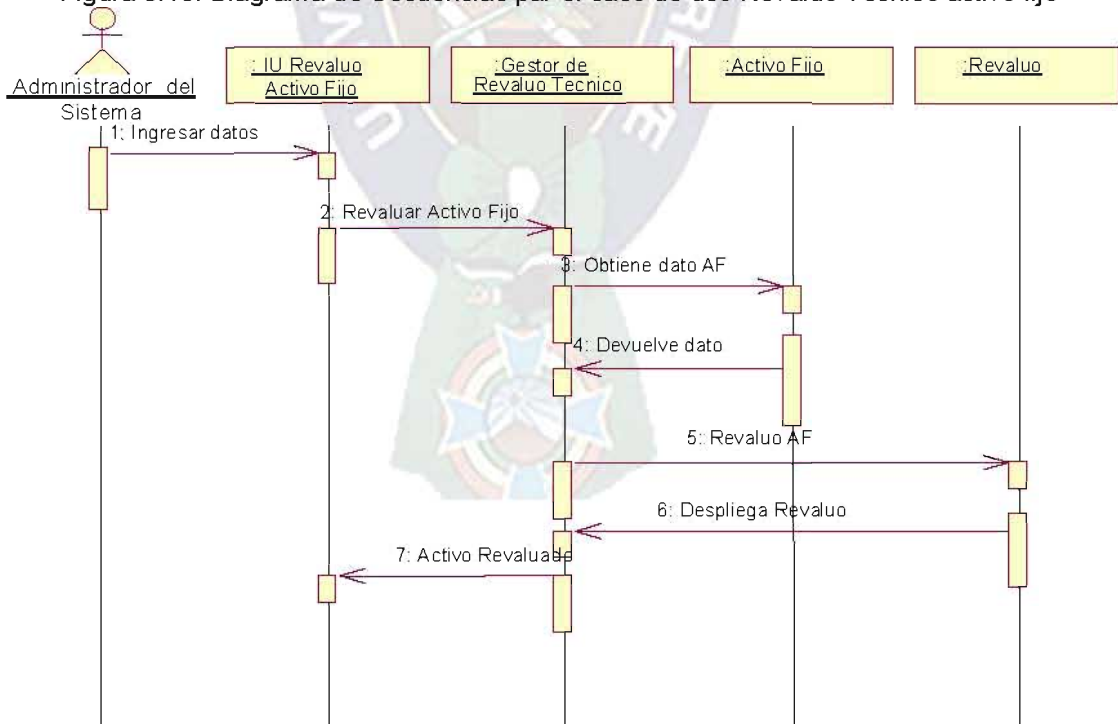 Administrador del
Sistema
: IU Revaluo
Activo Fijo
:Gestor de
Revaluo Tecnico
:Activo Fijo
:Revaluo
1: Ingresar datos
2: Revaluar Activo Fijo
3: Obtiene dato AF
4: Devuelve dato
5: Revaluo AF
6: Despliega Revaluo
7: Activo Revaluado